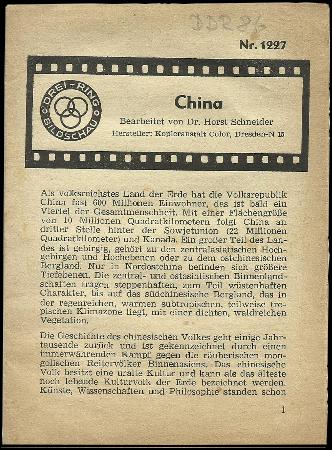 DDR 86
Nr. 1227
DREI-RING
BILDSCHAU
China
Bearbeitet von Dr. Horst Schneider
Hersteller: Kopieranstalt Color, Dresden-N 15
Als volksreichstes Land der Erde hat die Volksrepublik
China fast 600 Millionen Einwohner, das ist bald ein
Viertel der Gesamtmenschheit. Mit einer Flächengröße
von 10 Millionen Quadratkilometern folgt China an
dritter Stelle hinter der Sowjetunion (22 Millionen
Quadratkilometer) und Kanada. Ein großer Teil des Lan-
des ist gebirgig, gehört zu den zentralasiatischen Hoch-
gebirgen und Hochebenen oder zu dem ostchinesischen
Bergland. Nur in Nordostchina befinden sich größere
Tiefebenen. Die zentral- und ostasiatischen Binnenland-
schaften tragen steppenhaften, zum Teil wüstenhaften
Charakter, bis auf das südchinesische Bergland, das in
der regenreichen, warmen subtropischen, teilweise tro-
pischen Klimazone liegt, mit einer dichten, waldreichen
Vegetation.
Die Geschichte des chinesischen Volkes geht einige Jahr-
tausende zurück und ist gekennzeichnet durch einen
immerwährenden Kampf gegen die räuberischen mon-
golischen Reitervölker Binnenasiens. Das chinesische
Volk besitzt eine uralte Kultur und kann als das älteste
noch lebende Kulturvolk der Erde bezeichnet werden.
Künste, Wissenschaften und Philosophie standen schon
1